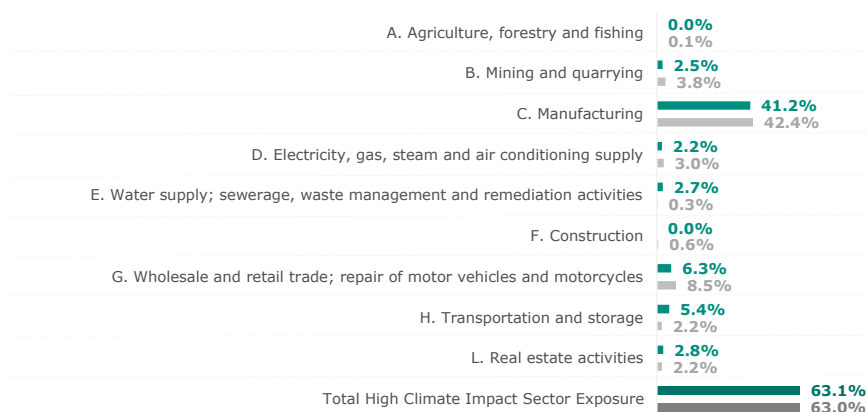 A. Agriculture, forestry and fishing
0.0%
0.1%
B. Mining and quarrying
2.5%
3.8%
C. Manufacturing
41.2%
42.4%
D. Electricity, gas, steam and air conditioning supply
2.2%
3.0%
E. Water supply; sewerage, waste management and remediation activities
2.7%
0.3%
F. Construction
0.0%
0.6%
G. Wholesale and retail trade; repair of motor vehicles and motorcycles
6.3%
8.5%
H. Transportation and storage
5.4%
2.2%
L. Real estate activities
2.8%
2.2%
Total High Climate Impact Sector Exposure
63.1%
63.0%